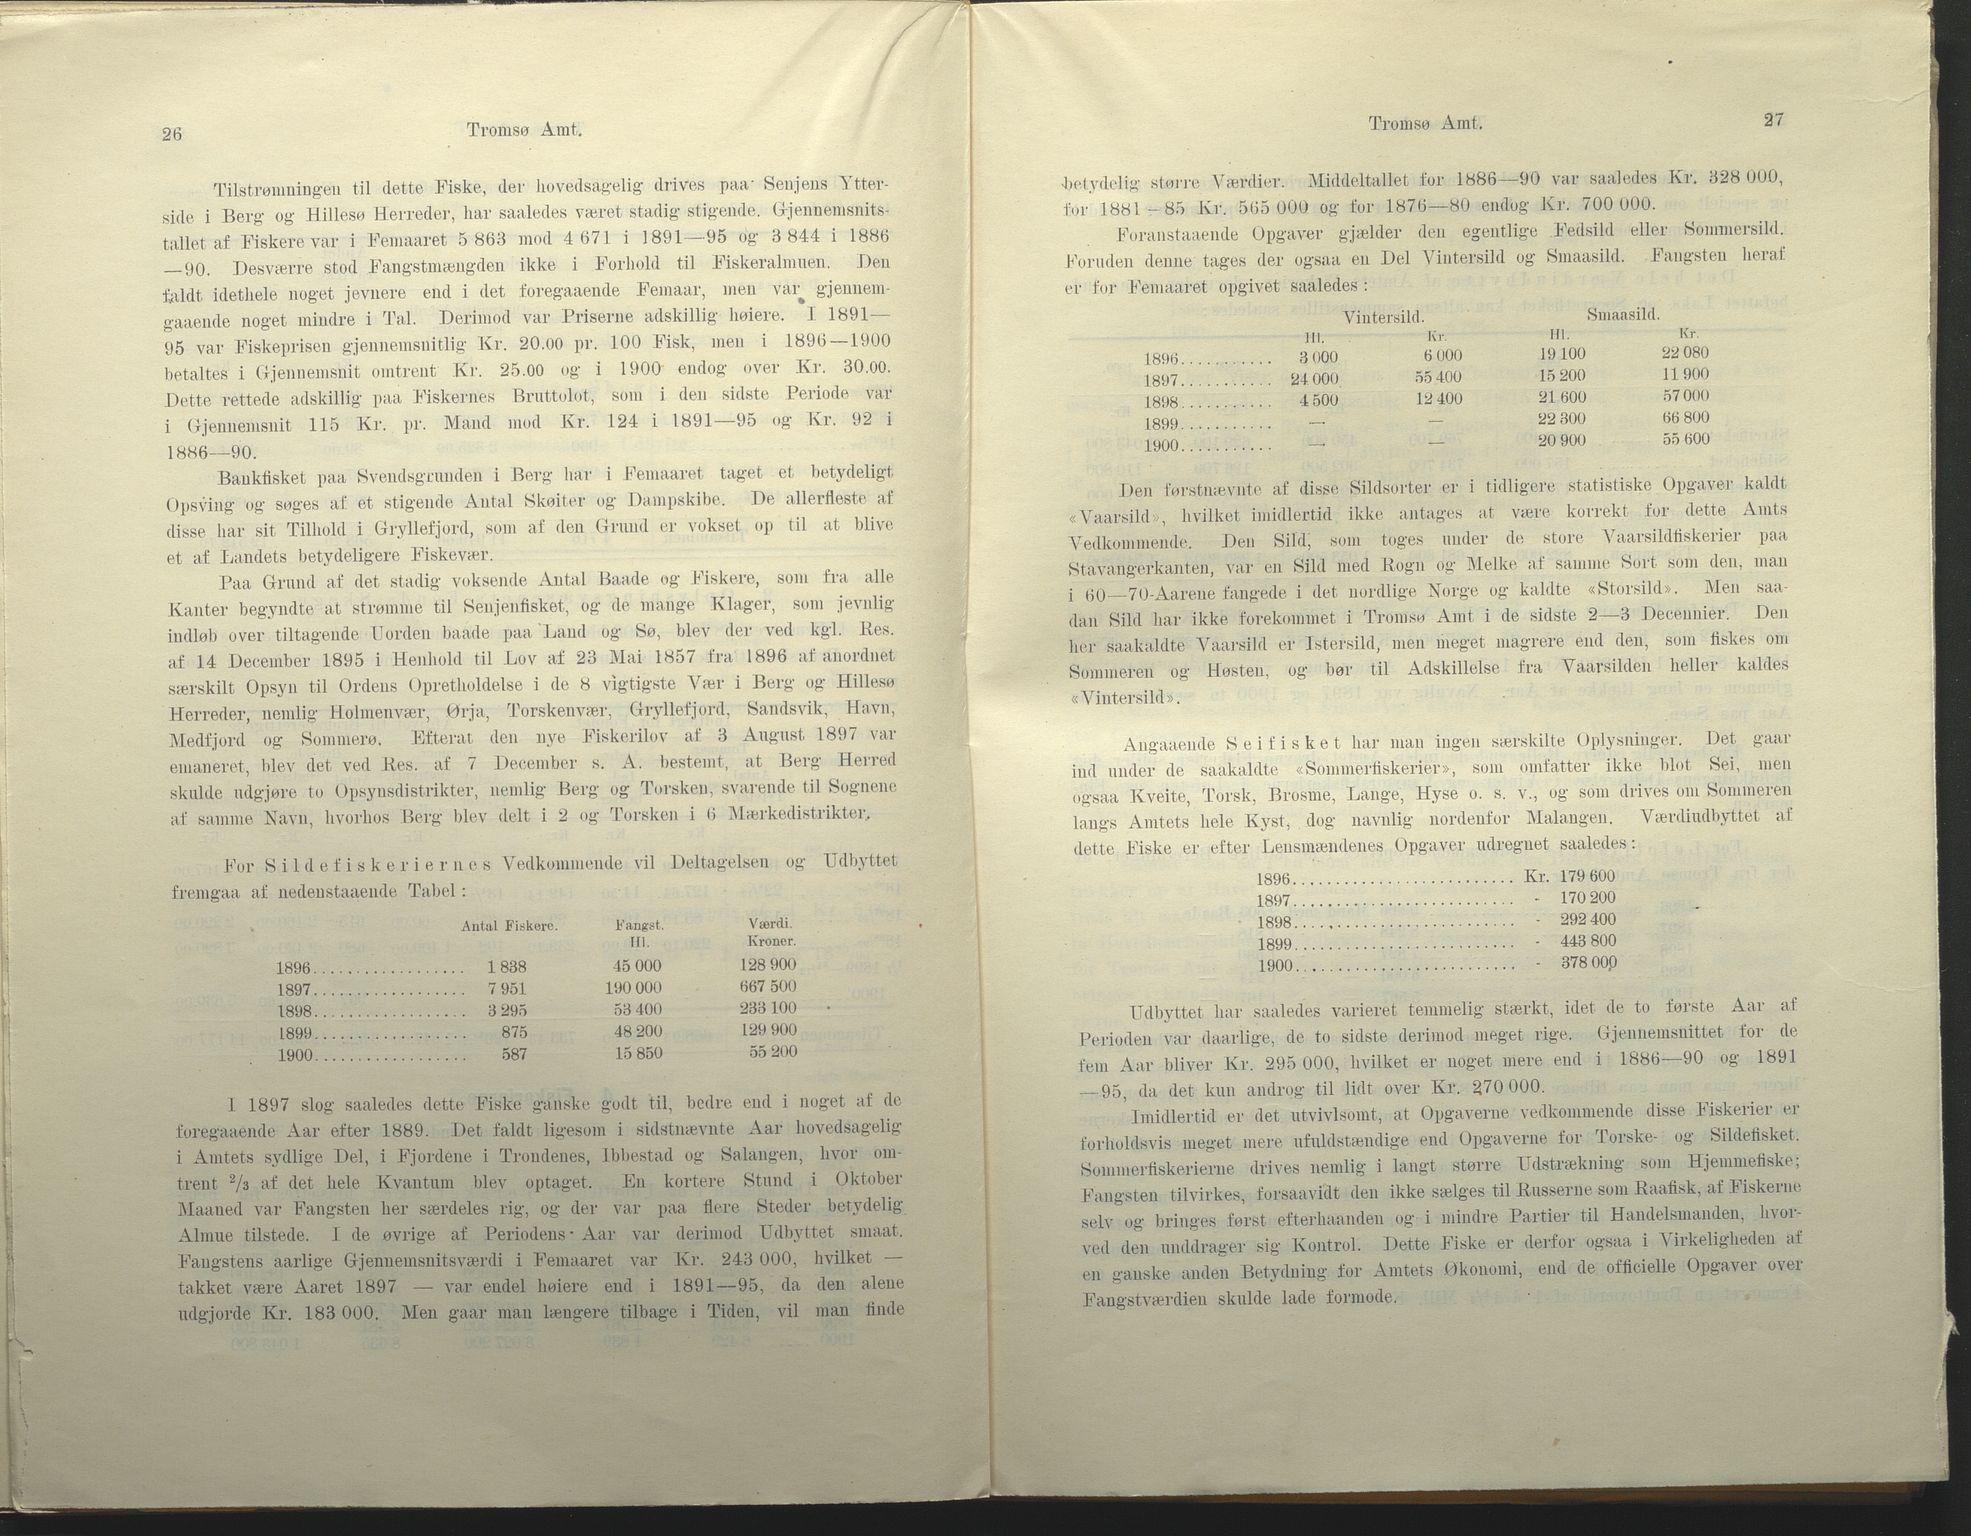 26
Tromsø Amt.
Tilstrømningen til dette Fiske, der hovedsagelig drives paa Senjens Ytter-
side i Berg og Hillesø Herreder, har saaledes været stadig stigende. Gjennemsnits-
tallet af Fiskere var i Femaaret 5 863 mod 4 671 i 1891—95 og 3 844 i 1886
—90. Desværre stod Fangstmængden ikke i Forhold til Fiskeralmuen. Den
faldt idethele noget jevnere end i det foregaaende Femaar, men var gjennem-
gaaende noget mindre i Tal. Derimod var Priserne adskillig høiere. I 1891—
95 var Fiskeprisen gjennemsnitlig Kr. 20.00 pr. 100 Fisk, men i 1896—1900
betaltes i Gjennemsnit omtrent Kr. 25.00 og i 1900 endog over Kr. 30.00.
Dette rettede adskillig paa Fiskernes Bruttolot, som i den sidste Periode var
i Gjennemsnit 115 Kr. pr. Mand mod Kr. 124 i 1891—95 og Kr. 92 i
1886—90.
Bankfisket paa Svendsgrunden i Berg har i Femaaret taget et betydeligt
Opsving og søges af et stigende Antal Skøiter og Dampskibe. De allerfleste af
disse har sit Tilhold i Gryllefjord, som af den Grund er vokset op til at blive
et af Landets betydeligere Fiskevær.
Paa Grund af det stadig voksende Antal Baade og Fiskere, som fra alle
Kanter begyndte at strømme til Senjenfisket, og de mange Klager, som jevnlig
indløb over tiltagende Uorden baade paa Land og Sø, blev der ved kgl. Res.
af 14 December 1895 i Henhold til Lov af 23 Mai 1857 fra 1896 af anordnet
særskilt Opsyn til Ordens Opretholdelse i de 8 vigtigste Vær i Berg og Hillesø
Herreder, nemlig Holmenvær, Ørja, Torskenvær, Gryllefjord, Sandsvik, Havn,
Medfjord og Sommerø. Efterat den nye Fiskerilov af 3 August 1897 var
emaneret, blev det ved Res. af 7 December s. A. bestemt, at Berg Herred
skulde udgjøre to Opsynsdistrikter, nemlig Berg og Torsken, svarende til Sognene
af samme Navn, hvorhos Berg blev delt i 2 og Torsken i 6 Mærkedistrikter.
For Sildefiskeriernes Vedkommende vil Deltagelsen og Udbyttet
fremgaa af nedenstaaende Tabel:
Antal Fiskere. Fangst. Værdi.
Hl. Kroner.
1896.................. 1 838 45 000 128 900
1897.................. 7 951 190 000 667 500
1898.................. 3 295 53 400 233 100
1899.................. 875 48 200 129 900
1900.................. 587 15 850 55 200
I 1897 slog saaledes dette Fiske ganske godt til, bedre end i noget af de
foregaaende Aar efter 1889. Det faldt ligesom i sidstnævnte Aar hovedsagelig
i Amtets sydlige Del, i Fjordene i Trondenes, Ibbestad og Salangen, hvor om-
trent 2/3 af det hele Kvantum blev optaget. En kortere Stund i Oktober
Maaned var Fangsten her særdeles rig, og der var paa flere Steder betydelig
Almue tilstede. I de øvrige af Periodens Aar var derimod Udbyttet smaat.
Fangstens aarlige Gjennemsnitsværdi i Femaaret var Kr. 243 000, hvilket —
takket være Aaret 1897 — var endel høiere end i 1891—95, da den alene
udgjorde Kr. 183 000. Men gaar man længere tilbage i Tiden, vil man finde
Tromsø Amt.
27
betydelig større Værdier. Middeltallet for 1886—90 var saaledes Kr. 328 000,
for 1881–85 Kr. 565 000 og for 1876—80 endog Kr. 700 000.
Foranstaaende Opgaver gjælder den egentlige Fedsild eller Sommersild.
Foruden denne tages der ogsaa en Del Vintersild og Smaasild. Fangsten heraf
er for Femaaret opgivet saaledes:
Vintersild. Smaasild.
Hl. Kr. Hl. Kr.
1896........... 3 000 6 000 19 100 22 080
1897........... 24 000 55 400 15 200 11 900
1898........... 4 500 12 400 21 600 57 000
1899........... — — 22 300 66 800
1900........... — — 20 900 55 600
Den førstnævnte af disse Sildsorter er i tidligere statistiske Opgaver kaldt
«Vaarsild», hvilket imidlertid ikke antages at være korrekt for dette Amts
Vedkommende. Den Sild, som toges under de store Vaarsildfiskerier paa
Stavangerkanten, var en Sild med Rogn og Melke af samme Sort som den, man
i 60—70-Aarene fangede i det nordlige Norge og kaldte «Storsild». Men saa-
dan Sild har ikke forekommet i Tromsø Amt i de sidste 2—3 Decennier. Den
her saakaldte Vaarsild er Istersild, men meget magrere end den, som fiskes om
Sommeren og Høsten, og bør til Adskillelse fra Vaarsilden heller kaldes
«Vintersild».
Angaaende Seifisket har man ingen særskilte Oplysninger. Det gaar
ind under de saakaldte «Sommerfiskerier», som omfatter ikke blot Sei, men
ogsaa Kveite, Torsk, Brosme, Lange, Hyse o. s. v., og som drives om Sommeren
langs Amtets hele Kyst, dog navnlig nordenfor Malangen. Værdiudbyttet af
dette Fiske er efter Lensmændenes Opgaver udregnet saaledes:
1896.......................... Kr. 179 600
1897.......................... - 170 200
1898.......................... - 292 400
1899.......................... - 443 800
1900.......................... - 378 000
Udbyttet har saaledes varieret temmelig stærkt, idet de to første Aar af
Perioden var daarlige, de to sidste derimod meget rige. Gjennemsnittet for de
fem Aar bliver Kr. 295 000, hvilket er noget mere end i 1886—90 og 1891
—95, da det kun androg til lidt over Kr. 270 000.
Imidlertid er det utvivlsomt, at Opgaverne vedkommende disse Fiskerier er
forholdsvis meget mere ufuldstændige end Opgaverne for Torske- og Sildefisket.
Sommerfiskerierne drives nemlig i langt større Udstrækning som Hjemmefiske;
Fangsten tilvirkes, forsaavidt den ikke sælges til Russerne som Raafisk, af Fiskerne
selv og bringes først efterhaanden og i mindre Partier til Handelsmanden, hvor-
ved den unddrager sig Kontrol. Dette Fiske er derfor ogsaa i Virkeligheden af
en ganske anden Betydning for Amtets Økonomi, end de officielle Opgaver over
Fangstværdien skulde lade formode.